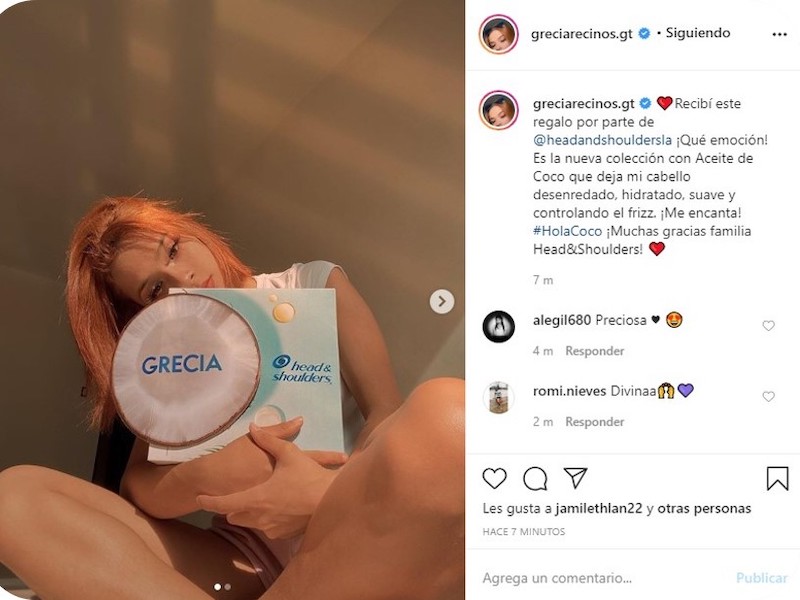 GRECIA
head&
shoulders
greciarecinos.gt • Siguiendo
greciarecinos.gt Recibí este
regalo por parte de
@headandshouldersla ¡Qué emoción!
Es la nueva colección con Aceite de
Coco que deja mi cabello
desenredado, hidratado, suave y
controlando el frizz. ¡Me encanta!
#HolaCoco ¡Muchas gracias familia
Head&Shoulders!
7 m
alegil680 Preciosa
4 m Responder
romi.nieves Divinaa
2 m Responder
Les gusta a jamilethlan22 y otras personas
HACE 7 MINUTOS
Agrega un comentario... Publicar